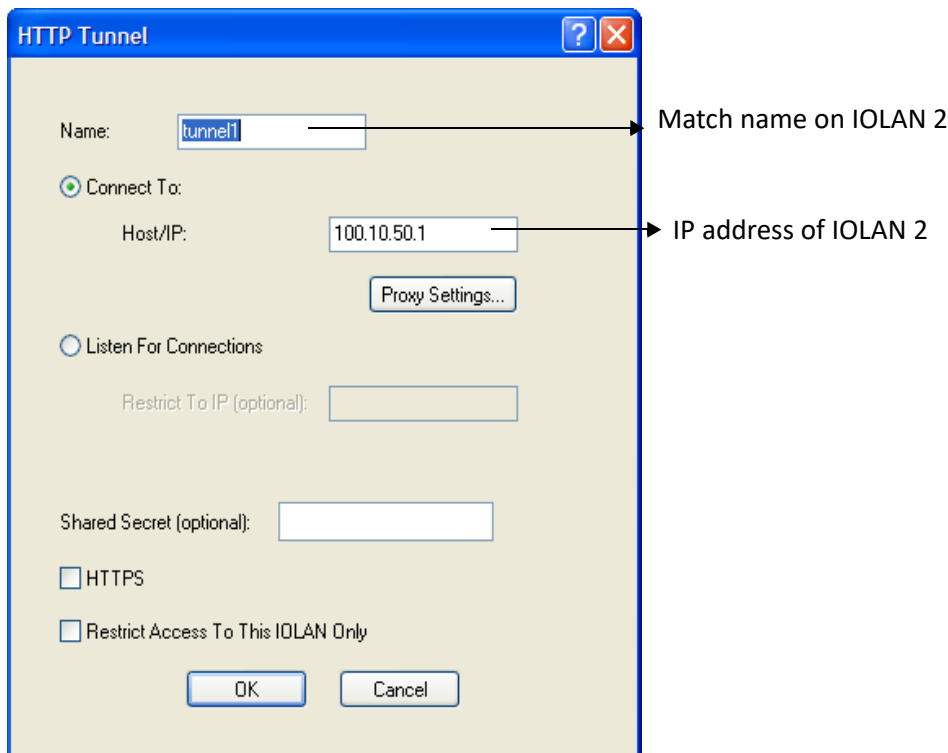 HTTP Tunnel
Name: tunnel1 Match name on IOLAN 2
Connect To:
Host/IP: 100.10.50.1 IP address of IOLAN 2
Proxy Settings...
Listen For Connections
Restrict To IP (optional):
Shared Secret (optional):
HTTPS
Restrict Access To This IOLAN Only
OK Cancel